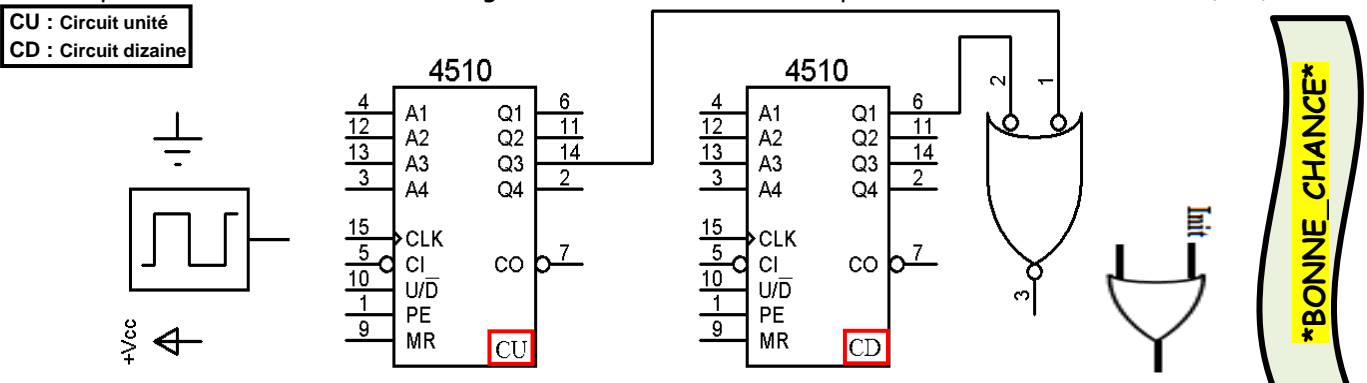 CU : Circuit unité
CD : Circuit dizaine
+Vcc
4510
4 A1 Q1 6
12 A2 Q2 11
13 A3 Q3 14
3 A4 Q4 2
15 CLK
5 CI CO 7
10 U/D
1 PE
9 MR
CU
4510
4 A1 Q1 6
12 A2 Q2 11
13 A3 Q3 14
3 A4 Q4 2
15 CLK
5 CI CO 7
10 U/D
1 PE
9 MR
CD
2 1
3
Init
*BONNE_CHANCE*